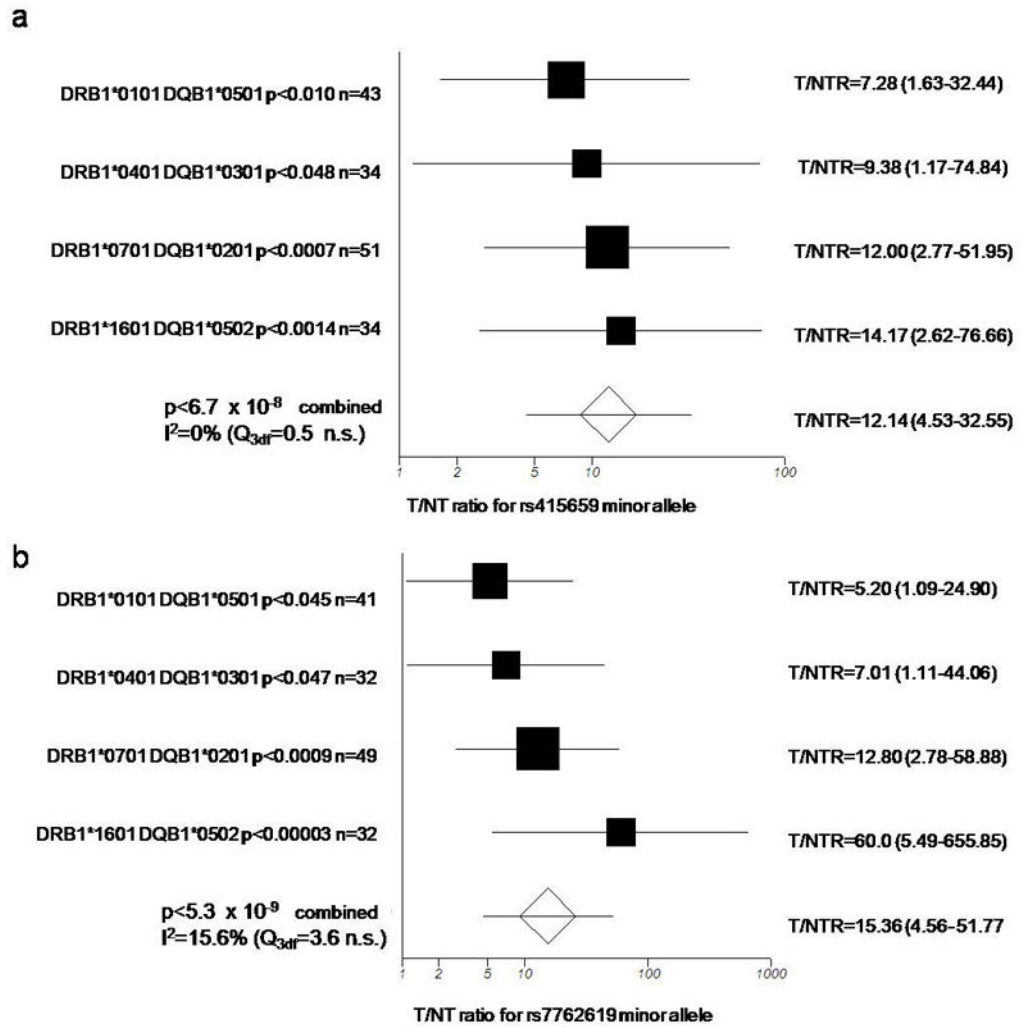 a
DRB1*0101 DQB1*0501 p<0.010 n=43
T/NTR=7.28 (1.63-32.44)
DRB1*0401 DQB1*0301 p<0.048 n=34
T/NTR=9.38 (1.17-74.84)
DRB1*0701 DQB1*0201 p<0.0007 n=51
T/NTR=12.00 (2.77-51.95)
DRB1*1601 DQB1*0502 p<0.0014 n=34
T/NTR=14.17 (2.62-76.66)
p<6.7 x 10⁻⁸ combined
I²=0% (Q3df=0.5 n.s.)
T/NTR=12.14 (4.53-32.55)
1 2 5 10 100
T/NT ratio for rs415659 minor allele
b
DRB1*0101 DQB1*0501 p<0.045 n=41
T/NTR=5.20 (1.09-24.90)
DRB1*0401 DQB1*0301 p<0.047 n=32
T/NTR=7.01 (1.11-44.06)
DRB1*0701 DQB1*0201 p<0.0009 n=49
T/NTR=12.80 (2.78-58.88)
DRB1*1601 DQB1*0502 p<0.00003 n=32
T/NTR=60.0 (5.49-655.85)
p<5.3 x 10⁻⁹ combined
I²=15.6% (Q3df=3.6 n.s.)
T/NTR=15.36 (4.56-51.77
1 2 5 10 100 1000
T/NT ratio for rs7762619 minor allele